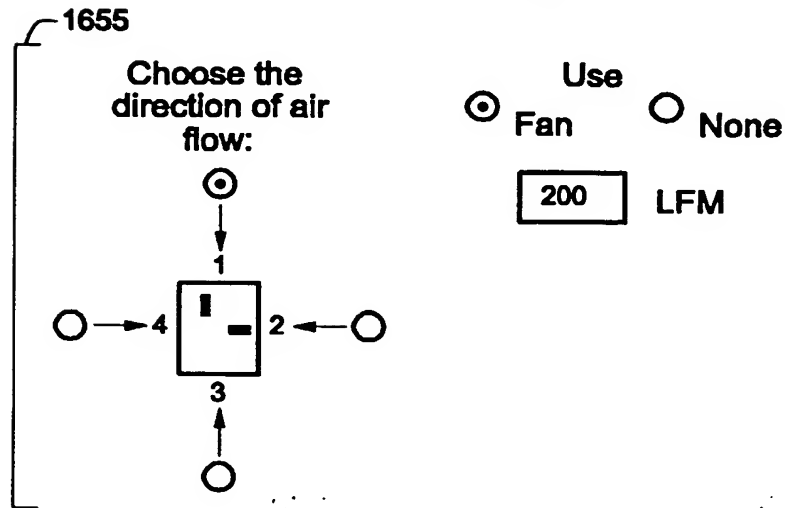 1655
Choose the
direction of air
flow:
Use
Fan
None
200
LFM
1
4
2
3